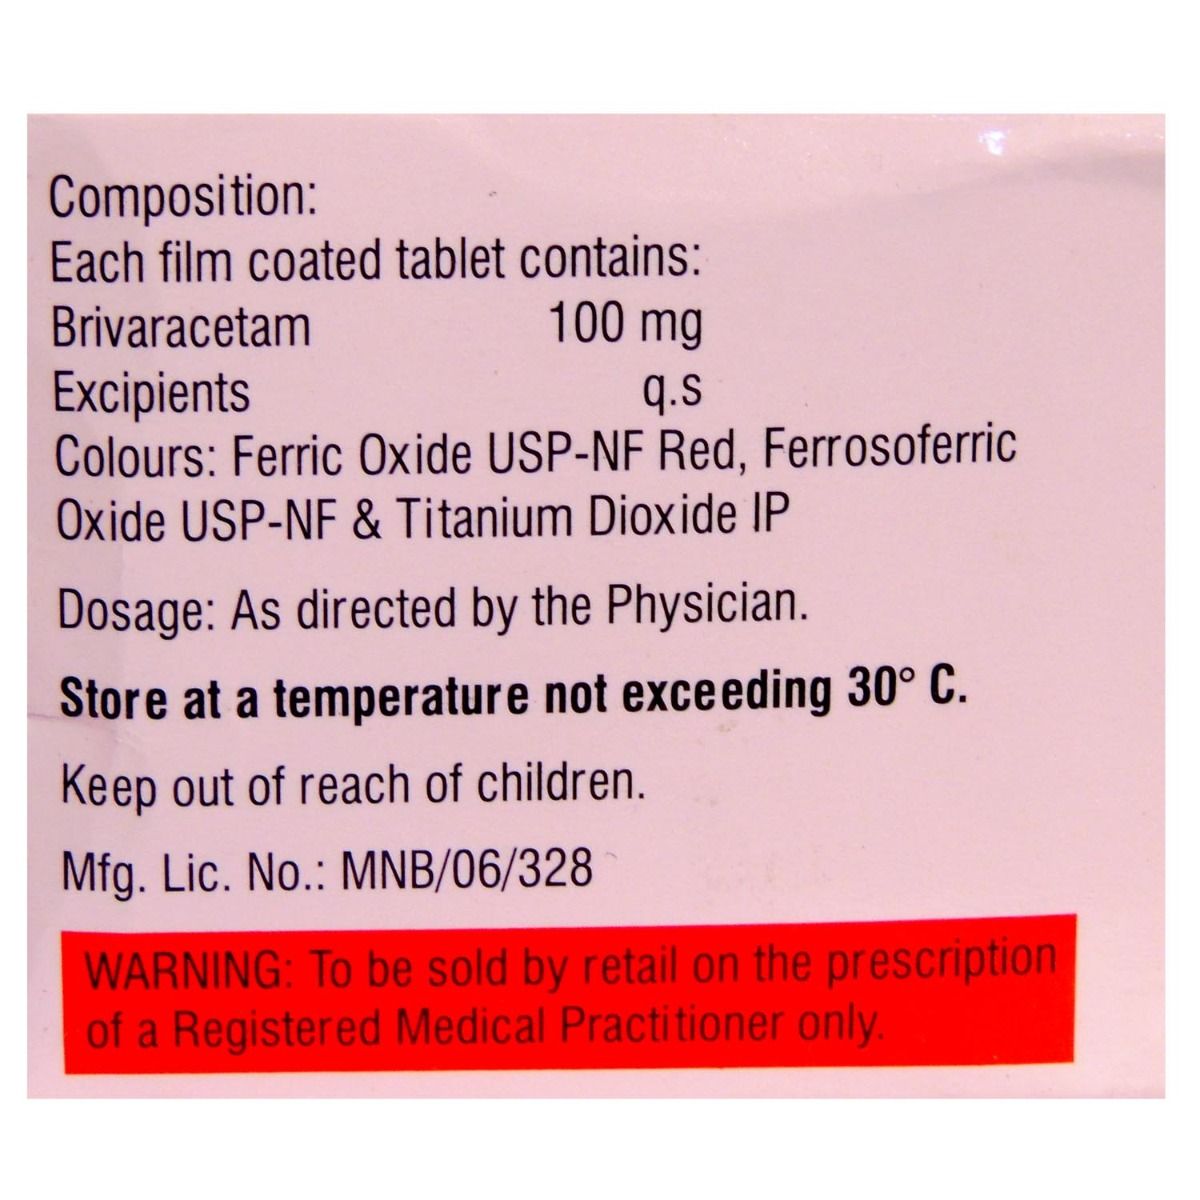 Composition:
Each film coated tablet contains:
Brivaracetam 100 mg
Excipients q.s
Colours: Ferric Oxide USP-NF Red, Ferrosoferric
Oxide USP-NF & Titanium Dioxide IP
Dosage: As directed by the Physician.
Store at a temperature not exceeding 30° C.
Keep out of reach of children.
Mfg. Lic. No.: MNB/06/328
WARNING: To be sold by retail on the prescription
of a Registered Medical Practitioner only.